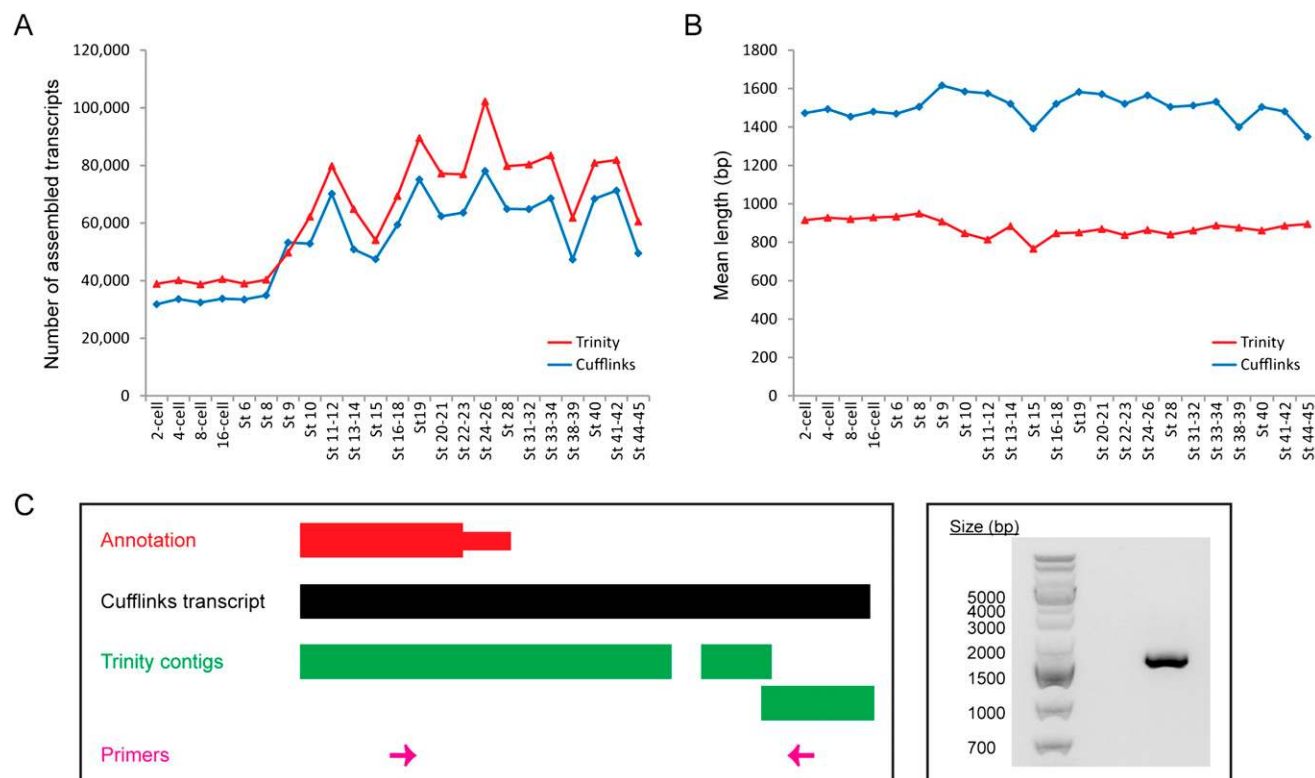 A
Number of assembled transcripts
120,000
100,000
80,000
60,000
40,000
20,000
0
Trinity
Cufflinks
2-cell
4-cell
8-cell
16-cell
St 6
St 8
St 9
St 10
St 11-12
St 13-14
St 15
St 16-18
St19
St 20-21
St 22-23
St 24-26
St 28
St 31-32
St 33-34
St 38-39
St 40
St 41-42
St 44-45
B
Mean length (bp)
1800
1600
1400
1200
1000
800
600
400
200
0
Trinity
Cufflinks
2-cell
4-cell
8-cell
16-cell
St 6
St 8
St 9
St 10
St 11-12
St 13-14
St 15
St 16-18
St19
St 20-21
St 22-23
St 24-26
St 28
St 31-32
St 33-34
St 38-39
St 40
St 41-42
St 44-45
C
Annotation
Cufflinks transcript
Trinity contigs
Primers
Size (bp)
5000
4000
3000
2000
1500
1000
700